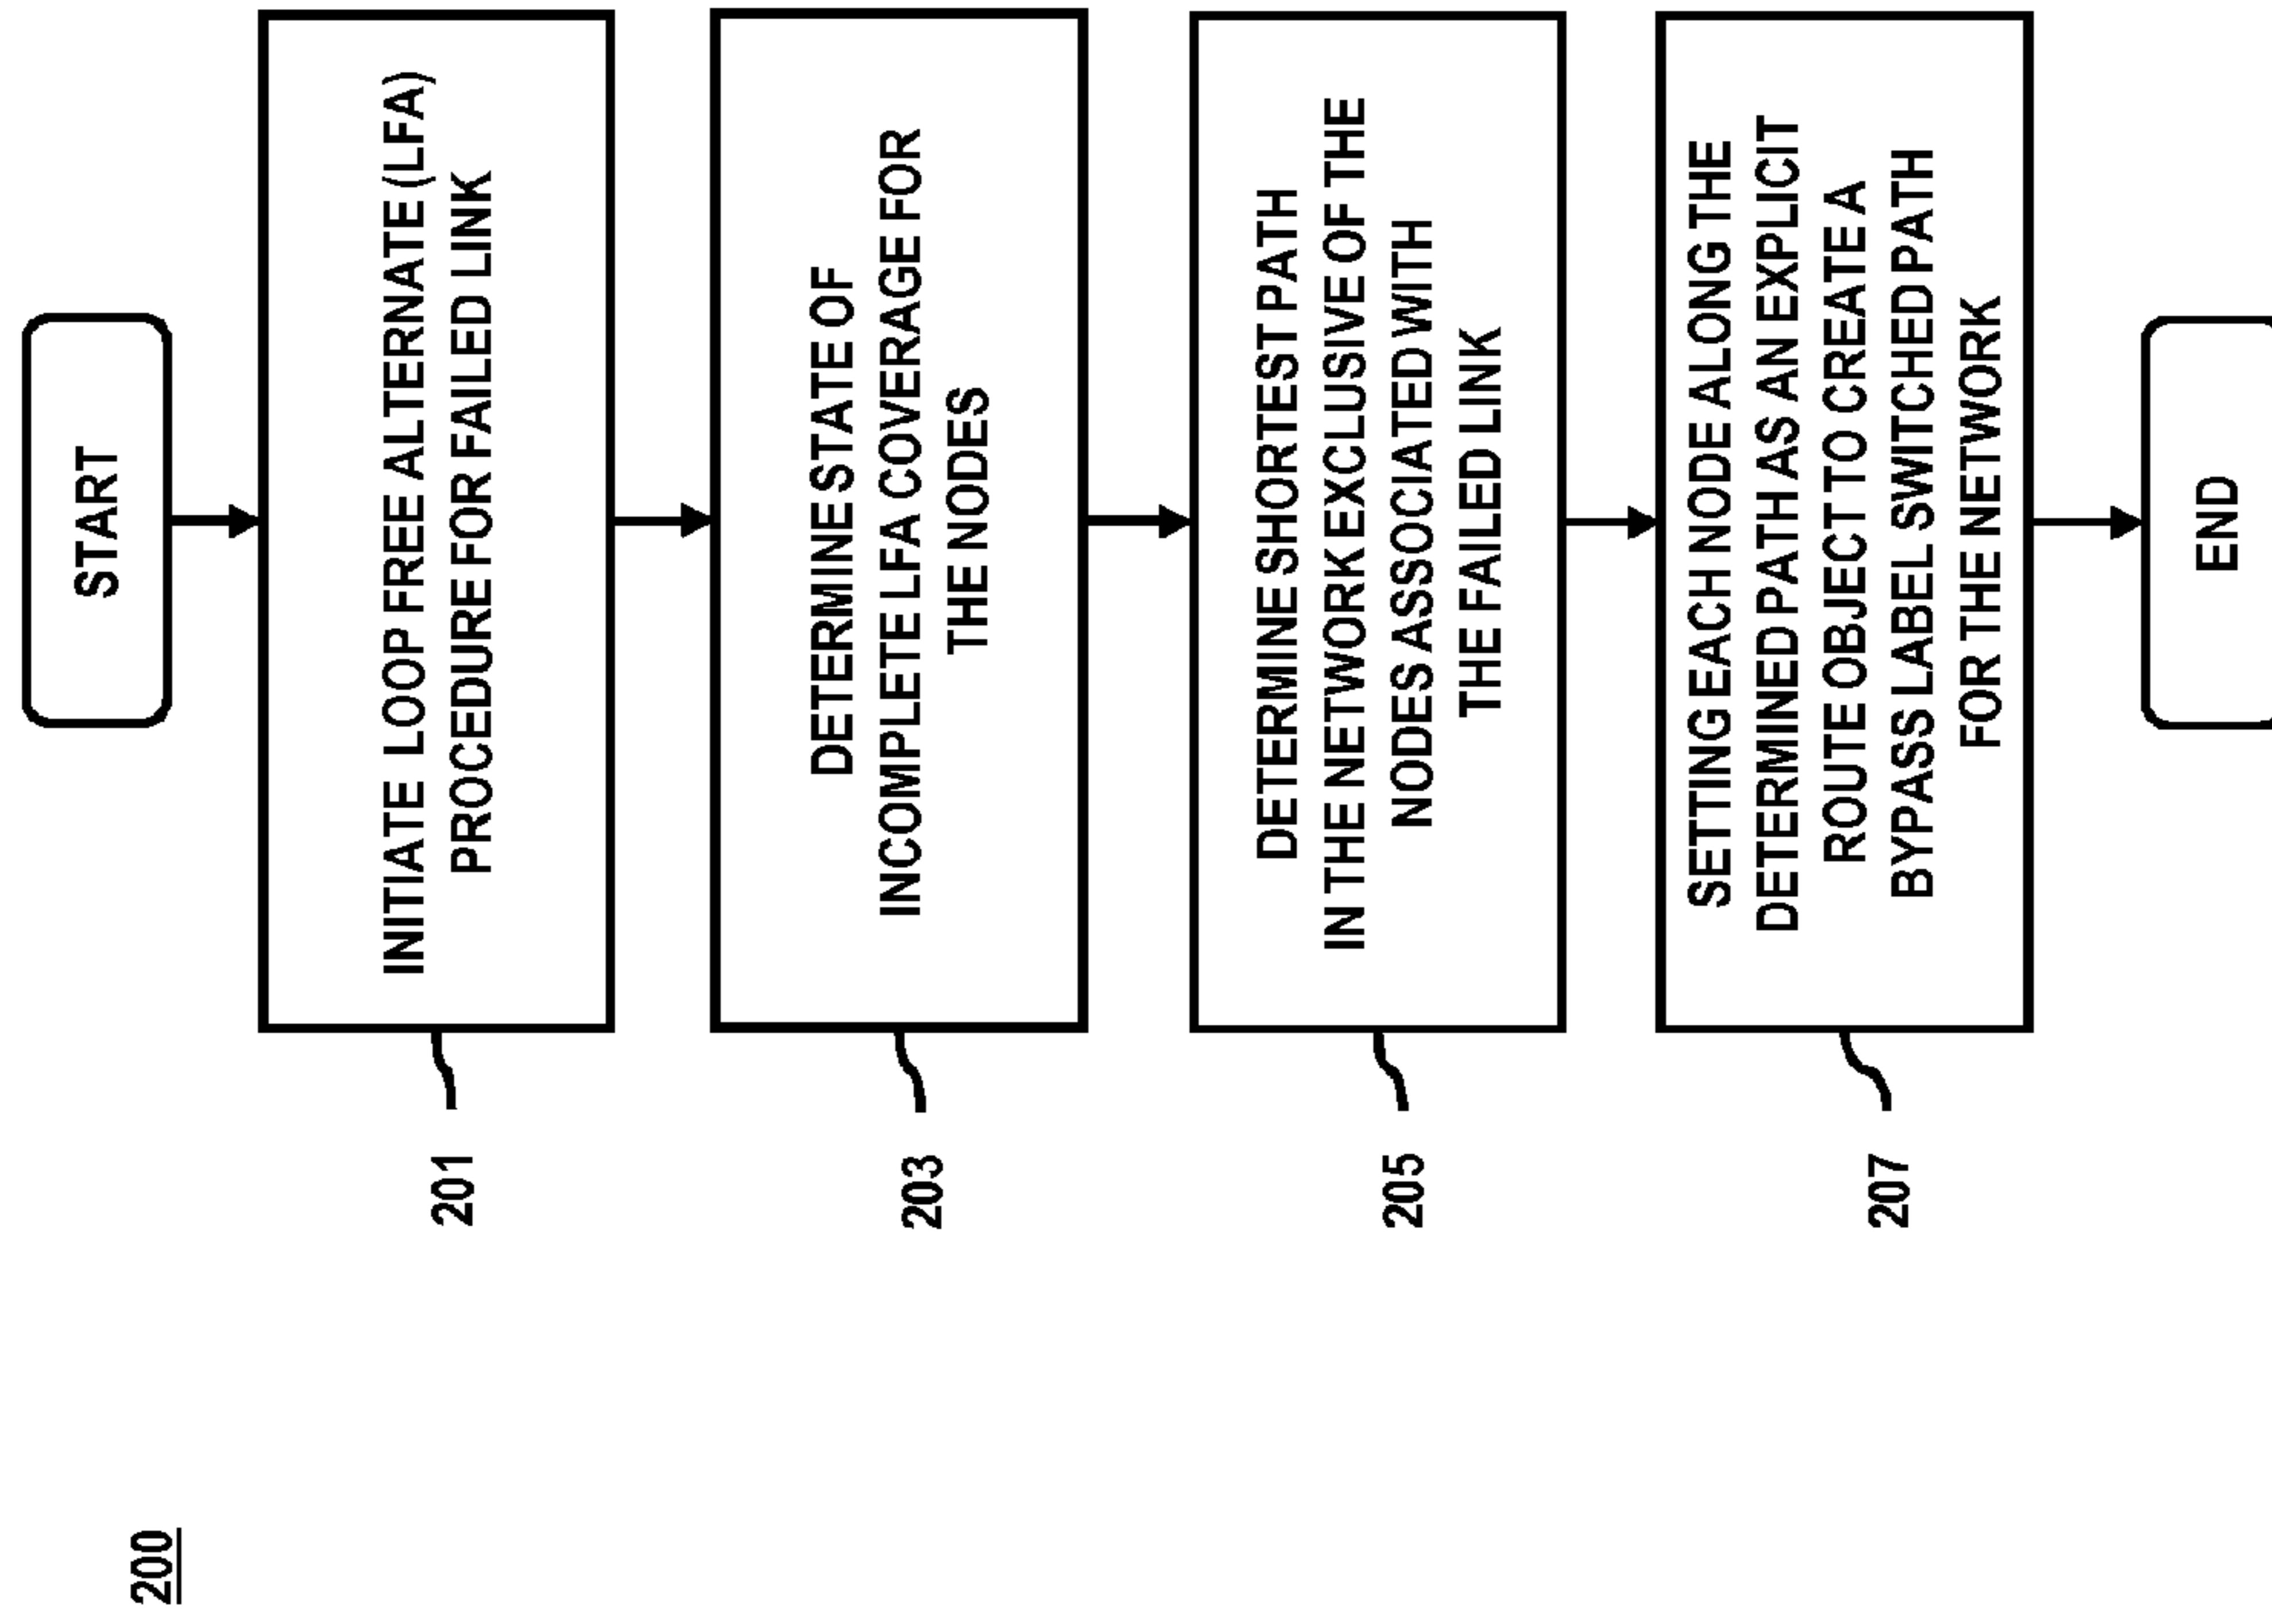 200
START
201
INITIATE LOOP FREE ALTERNATE (LFA)
PROCEDURE FOR FAILED LINK
203
DETERMINE STATE OF
INCOMPLETE LFA COVERAGE FOR
THE NODES
205
DETERMINE SHORTEST PATH
IN THE NETWORK EXCLUSIVE OF THE
NODES ASSOCIATED WITH
THE FAILED LINK
207
SETTING EACH NODE ALONG THE
DETERMINED PATH AS AN EXPLICIT
ROUTE OBJECT TO CREATE A
BYPASS LABEL SWITCHED PATH
FOR THE NETWORK
END